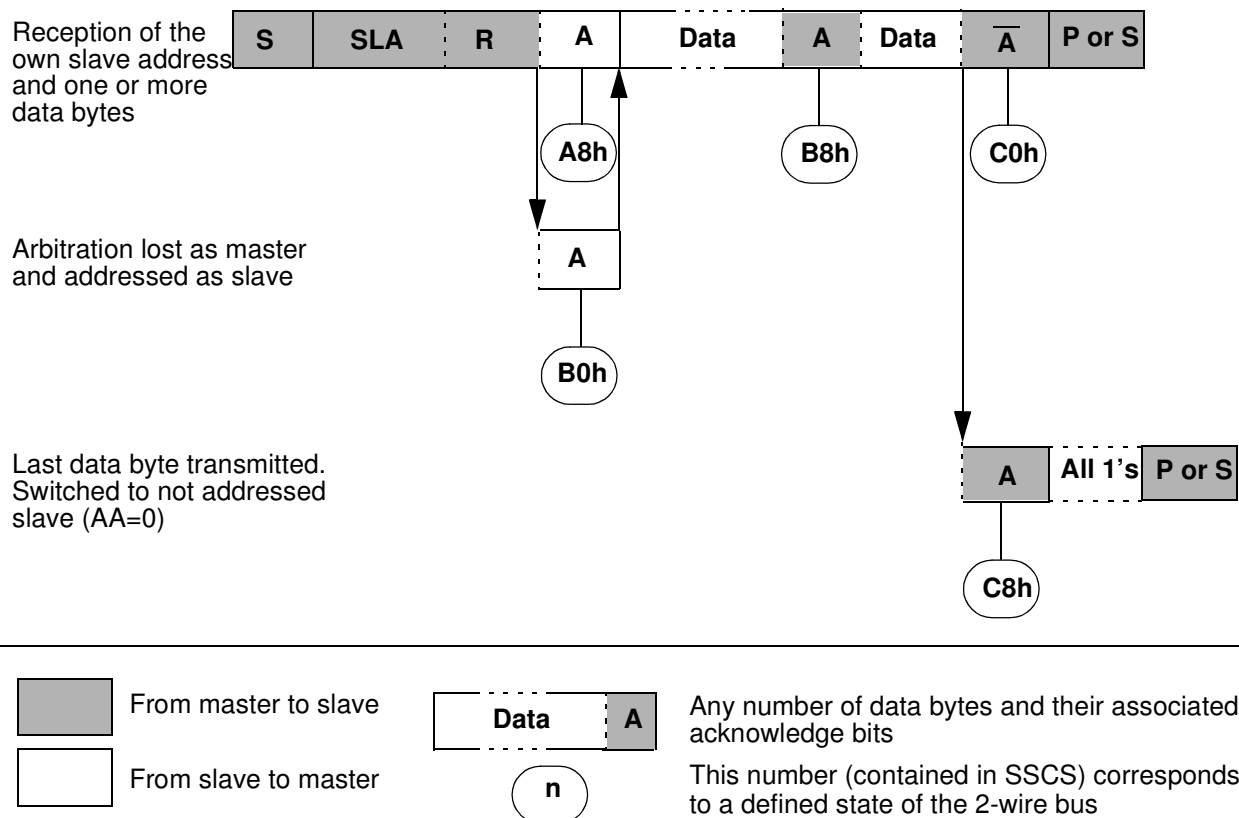 Reception of the
own slave address
and one or more
data bytes
S SLA R A Data A Data A P or S
A8h B8h C0h
Arbitration lost as master
and addressed as slave
A
B0h
Last data byte transmitted.
Switched to not addressed
slave (AA=0)
A All 1's P or S
C8h
From master to slave
From slave to master
Data A
n
Any number of data bytes and their associated
acknowledge bits
This number (contained in SSCS) corresponds
to a defined state of the 2-wire bus